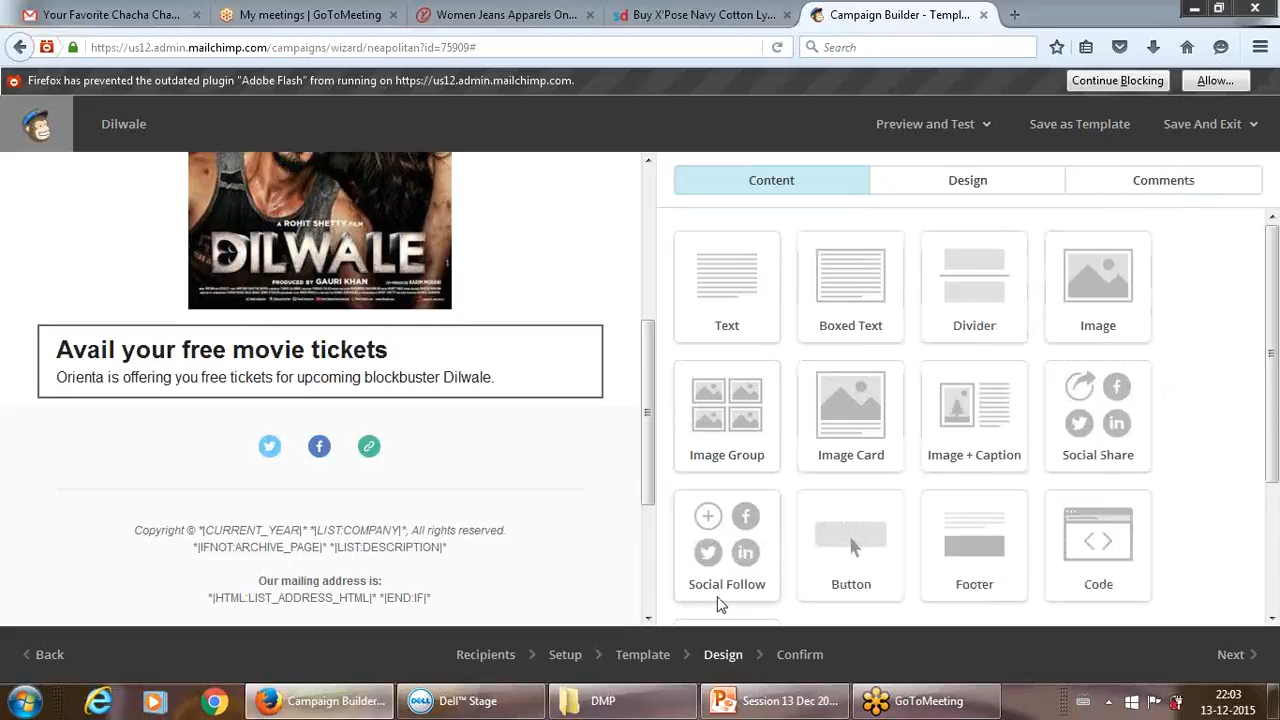 Your Favorite Chacha Cha...
My meetings | GoToMeeting
Women Jeans Apparels On...
Buy X'Pose Navy Cotton Ly...
Campaign Builder - Templ...
https://us12.admin.mailchimp.com/campaigns/wizard/neapolitan?id=75909#
Search
Firefox has prevented the outdated plugin "Adobe Flash" from running on https://us12.admin.mailchimp.com.
Continue Blocking
Allow...
Dilwale
Preview and Test
Save as Template
Save And Exit
Content
Design
Comments
A ROHIT SHETTY FILM
DILWALE
PRODUCED BY GAURI KHAN
Avail your free movie tickets
Orienta is offering you free tickets for upcoming blockbuster Dilwale.
Copyright © *|CURRENT_YEAR|* *|LIST:COMPANY|*, All rights reserved.
*|IFNOT:ARCHIVE_PAGE|* *|LIST:DESCRIPTION|*
Our mailing address is:
*|HTML:LIST_ADDRESS_HTML|* *|END:IF|*
Text
Boxed Text
Divider
Image
Image Group
Image Card
Image + Caption
Social Share
Social Follow
Button
Footer
Code
Back
Recipients
Setup
Template
Design
Confirm
Next
Campaign Builder...
Dell™ Stage
DMP
Session 13 Dec 20...
GoToMeeting
22:03
13-12-2015